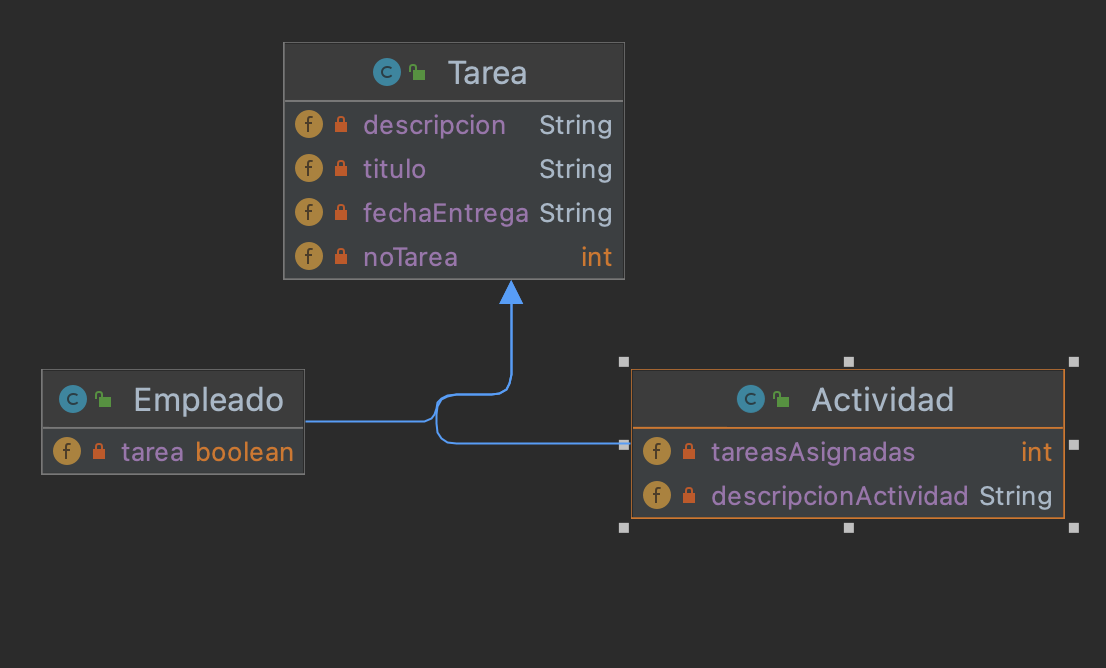 C Tarea
f descripcion String
f titulo String
f fechaEntrega String
f noTarea int
C Empleado
f tarea boolean
C Actividad
f tareasAsignadas int
f descripcionActividad String